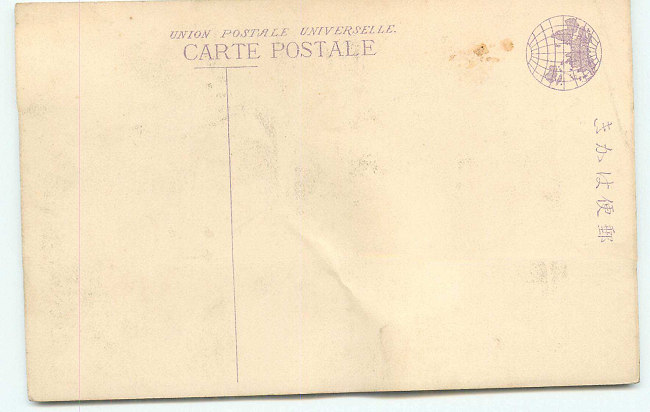 UNION POSTALE UNIVERSELLE.
CARTE POSTALE
郵便はかき